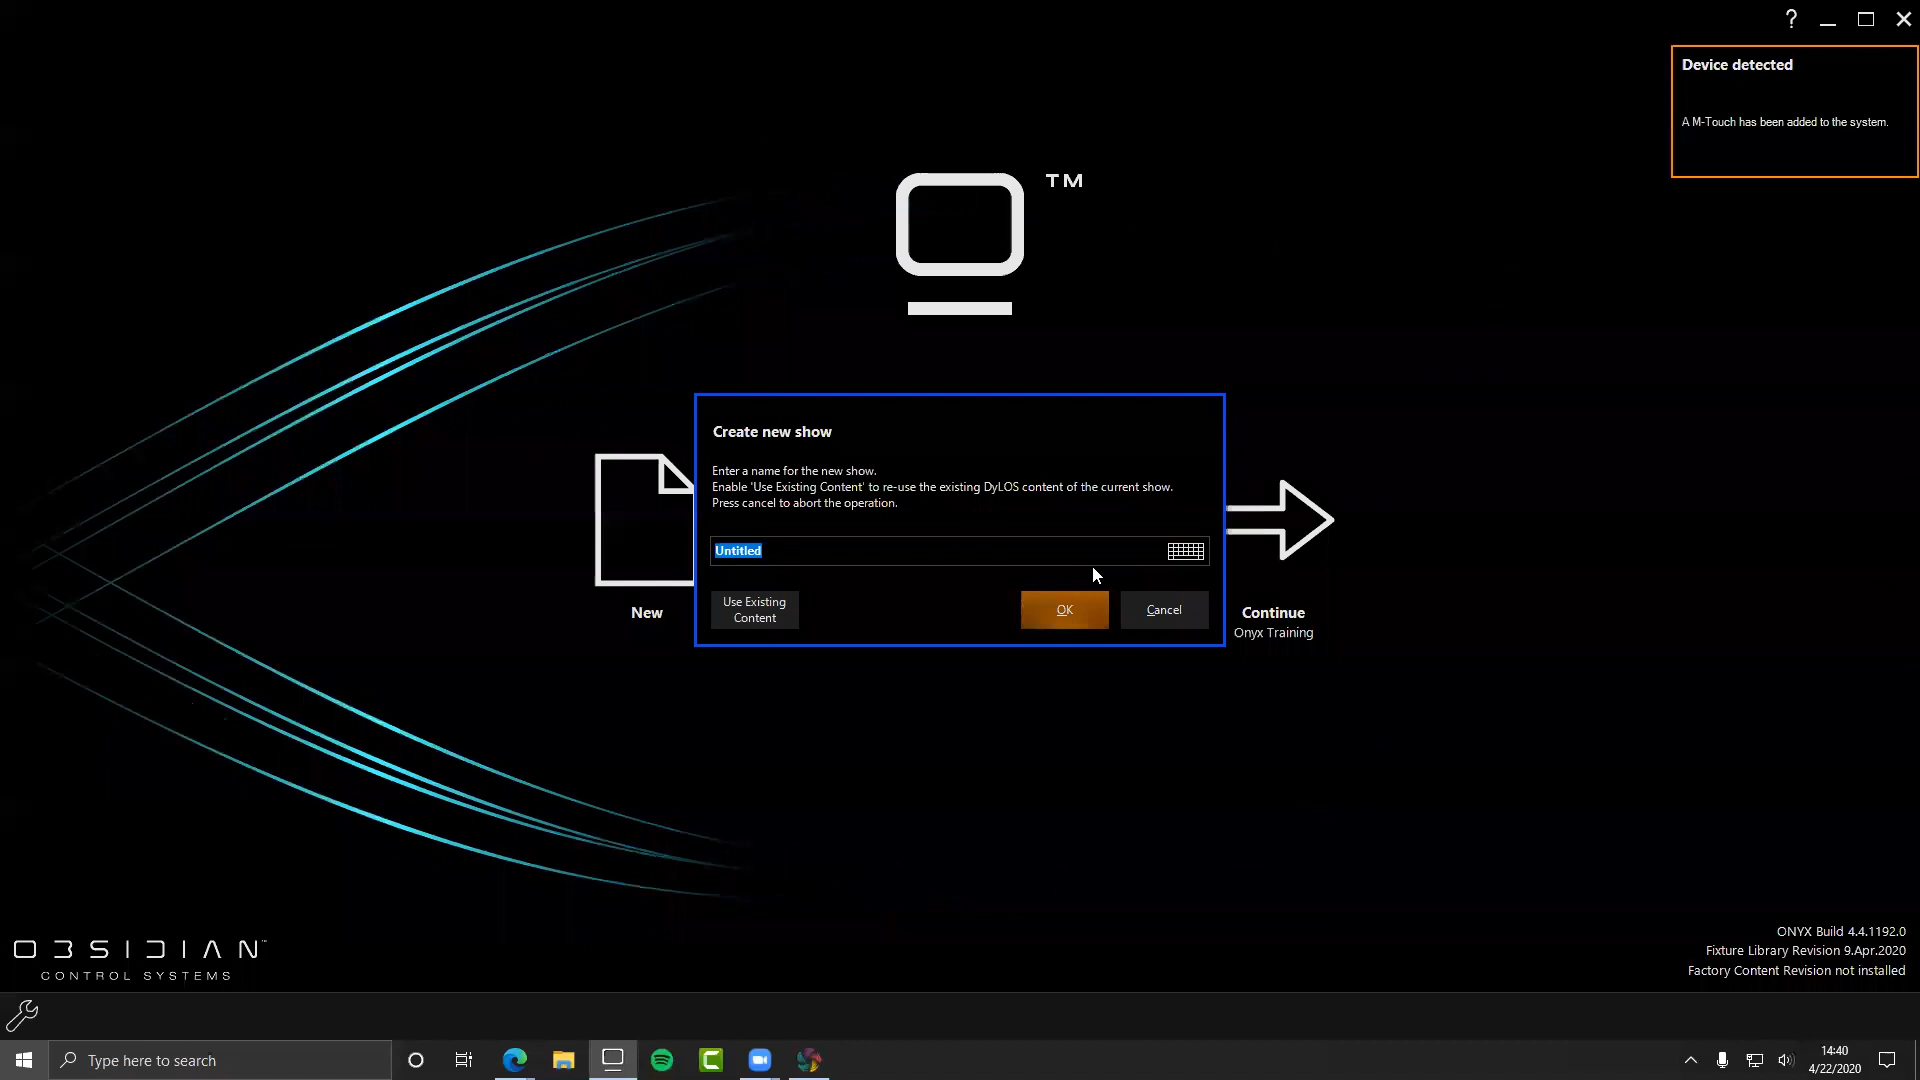 ?
Device detected
A M-Touch has been added to the system.
TM
Create new show
Enter a name for the new show.
Enable 'Use Existing Content' to re-use the existing DyLOS content of the current show.
Press cancel to abort the operation.
Untitled
Use Existing
Content
OK
Cancel
New
Continue
Onyx Training
OBSIDIAN™
CONTROL SYSTEMS
ONYX Build 4.4.1192.0
Fixture Library Revision 9.Apr.2020
Factory Content Revision not installed
Type here to search
14:40
4/22/2020